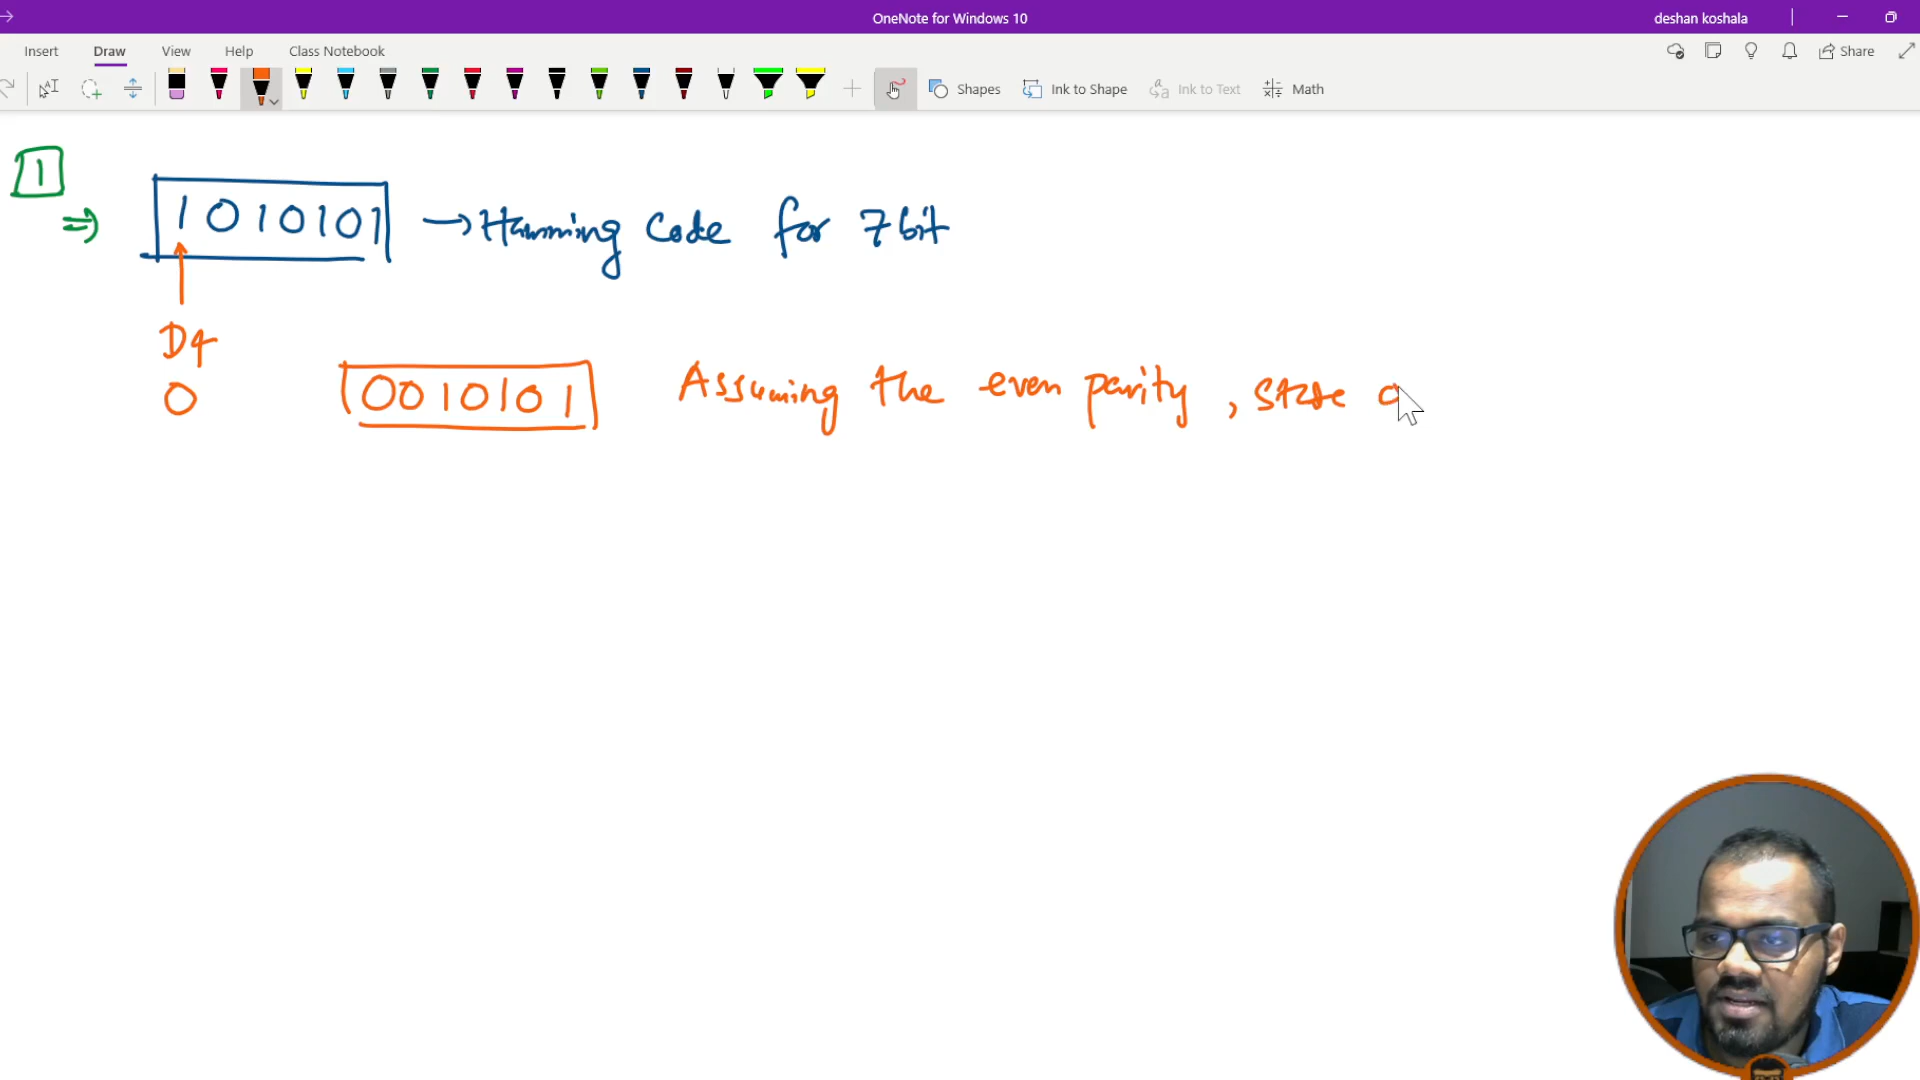 OneNote for Windows 10
deshan koshala
Insert Draw View Help Class Notebook
Share
Shapes Ink to Shape Ink to Text Math
1
⇒ 1010101 → Hamming Code for 7 bit
D4
0 0010101 Assuming the even parity, state